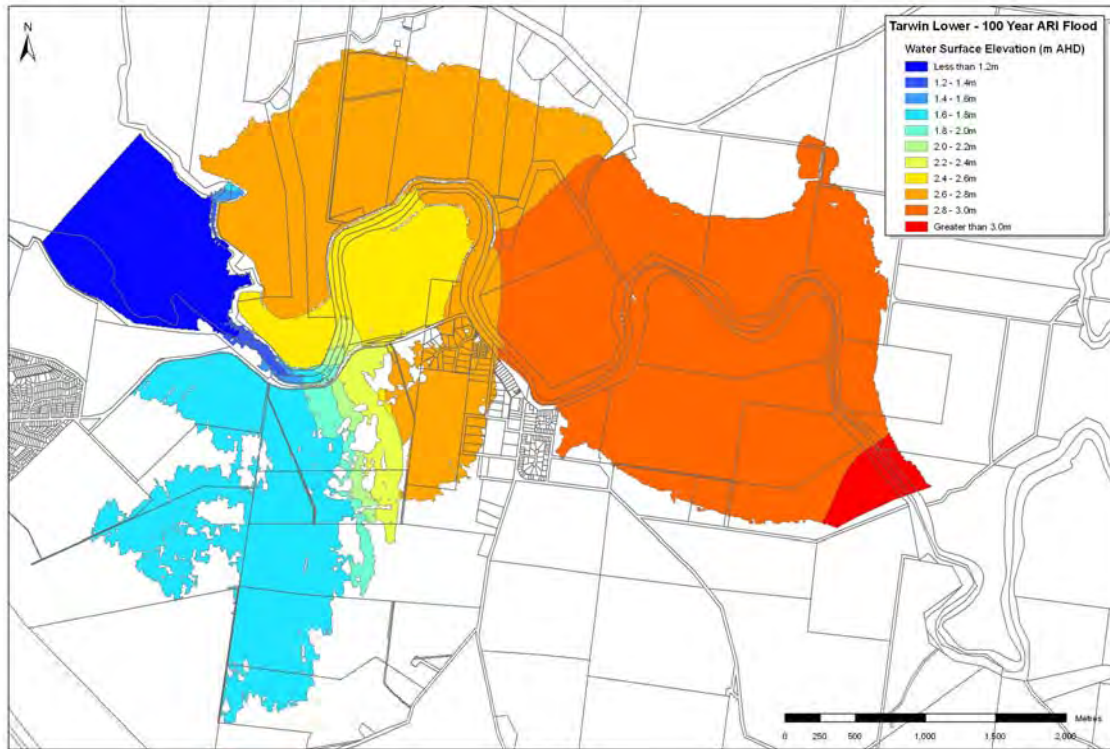 N
Tarwin Lower - 100 Year ARI Flood
Water Surface Elevation (m AHD)
Less than 1.2m
1.2 - 1.4m
1.4 - 1.6m
1.6 - 1.8m
1.8 - 2.0m
2.0 - 2.2m
2.2 - 2.4m
2.4 - 2.6m
2.6 - 2.8m
2.8 - 3.0m
Greater than 3.0m
Metres
0 250 500 1,000 1,500 2,000